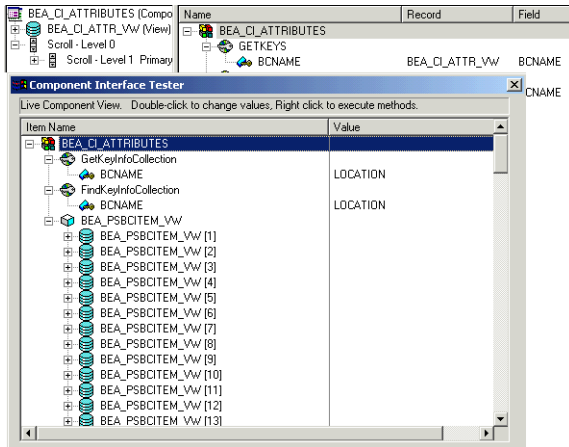 BEA_CI_ATTRIBUTES (Compo
BEA_CI_ATTR_VW (View)
Scroll - Level 0
Scroll - Level 1 Primary
Name Record Field
BEA_CI_ATTRIBUTES
GETKEYS
BCNAME BEA_CI_ATTR_VW BCNAME
CNAME
Component Interface Tester
Live Component View. Double-click to change values, Right click to execute methods.
Item Name Value
BEA_CI_ATTRIBUTES
GetKeyInfoCollection
BCNAME LOCATION
FindKeyInfoCollection
BCNAME LOCATION
BEA_PSBCITEM_VW
BEA_PSBCITEM_VW [1]
BEA_PSBCITEM_VW [2]
BEA_PSBCITEM_VW [3]
BEA_PSBCITEM_VW [4]
BEA_PSBCITEM_VW [5]
BEA_PSBCITEM_VW [6]
BEA_PSBCITEM_VW [7]
BEA_PSBCITEM_VW [8]
BEA_PSBCITEM_VW [9]
BEA_PSBCITEM_VW [10]
BEA_PSBCITEM_VW [11]
BEA_PSBCITEM_VW [12]
BEA_PSBCITEM_VW [13]